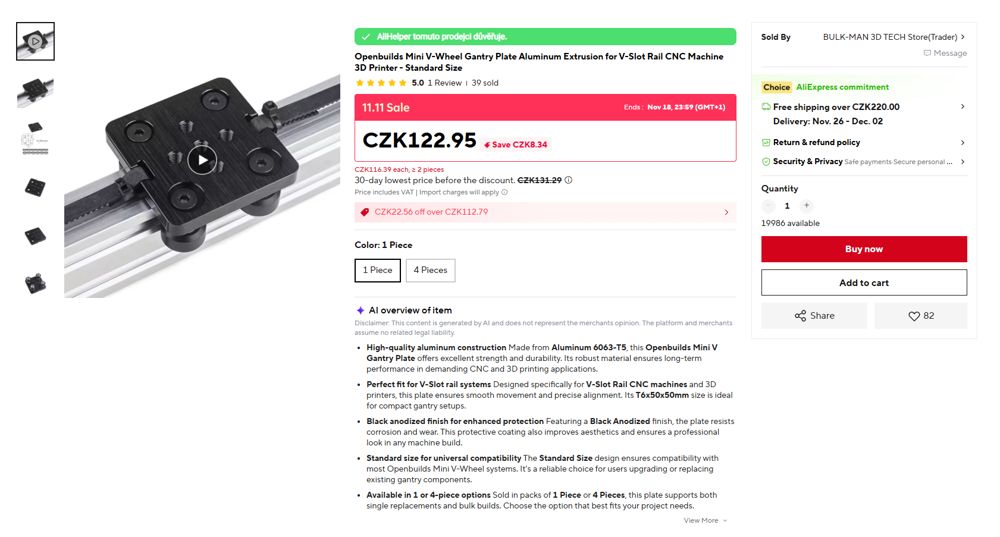 AliHelper tomuto prodejci důvěřuje.
Openbuilds Mini V-Wheel Gantry Plate Aluminum Extrusion for V-Slot Rail CNC Machine
3D Printer - Standard Size
5.0 1 Review | 39 sold
11.11 Sale
Ends: Nov 18, 23:59 (GMT+1)
CZK122.95 Save CZK8.34
CZK116.39 each, ≥ 2 pieces
30-day lowest price before the discount. CZK131.29
Price includes VAT | Import charges will apply
CZK22.56 off over CZK112.79
Color: 1 Piece
1 Piece
4 Pieces
AI overview of item
Disclaimer: This content is generated by AI and does not represent the merchants opinion. The platform and merchants
assume no related legal liability.
• High-quality aluminum construction Made from Aluminum 6063-T5, this Openbuilds Mini V
Gantry Plate offers excellent strength and durability. Its robust material ensures long-term
performance in demanding CNC and 3D printing applications.
• Perfect fit for V-Slot rail systems Designed specifically for V-Slot Rail CNC machines and 3D
printers, this plate ensures smooth movement and precise alignment. Its T6x50x50mm size is ideal
for compact gantry setups.
• Black anodized finish for enhanced protection Featuring a Black Anodized finish, the plate resists
corrosion and wear. This protective coating also improves aesthetics and ensures a professional
look in any machine build.
• Standard size for universal compatibility The Standard Size design ensures compatibility with
most Openbuilds Mini V-Wheel systems. It's a reliable choice for users upgrading or replacing
existing gantry components.
• Available in 1 or 4-piece options Sold in packs of 1 Piece or 4 Pieces, this plate supports both
single replacements and bulk builds. Choose the option that best fits your project needs.
View More
Sold By BULK-MAN 3D TECH Store(Trader)
Message
Choice AliExpress commitment
Free shipping over CZK220.00
Delivery: Nov. 26 - Dec. 02
Return & refund policy
Security & Privacy Safe payments·Secure personal ...
Quantity
- 1 +
19986 available
Buy now
Add to cart
Share
82